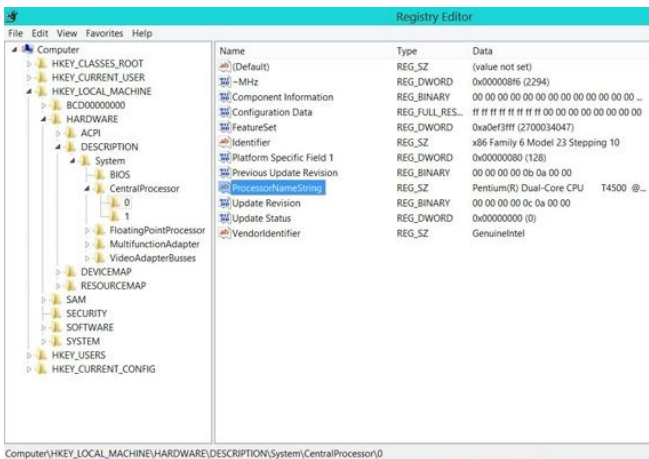 Registry Editor
File Edit View Favorites Help
Computer
HKEY_CLASSES_ROOT
HKEY_CURRENT_USER
HKEY_LOCAL_MACHINE
BCD00000000
HARDWARE
ACPI
DESCRIPTION
System
BIOS
CentralProcessor
0
1
FloatingPointProcessor
MultifunctionAdapter
VideoAdapterBusses
DEVICEMAP
RESOURCEMAP
SAM
SECURITY
SOFTWARE
SYSTEM
HKEY_USERS
HKEY_CURRENT_CONFIG
Name Type Data
(Default) REG_SZ (value not set)
~MHz REG_DWORD 0x000008f6 (2294)
Component Information REG_BINARY 00 00 00 00 00 00 00 00 00 00 00 00 00 ...
Configuration Data REG_FULL_RES... ff ff ff ff ff ff ff ff 00 00 00 00 00 00 00 00
FeatureSet REG_DWORD 0xa0ef3fff (2700034047)
Identifier REG_SZ x86 Family 6 Model 23 Stepping 10
Platform Specific Field 1 REG_DWORD 0x00000080 (128)
Previous Update Revision REG_BINARY 00 00 00 00 0b 0a 00 00
ProcessorNameString REG_SZ Pentium(R) Dual-Core CPU T4500 @...
Update Revision REG_BINARY 00 00 00 00 0c 0a 00 00
Update Status REG_DWORD 0x00000000 (0)
VendorIdentifier REG_SZ GenuineIntel
Computer\HKEY_LOCAL_MACHINE\HARDWARE\DESCRIPTION\System\CentralProcessor\0